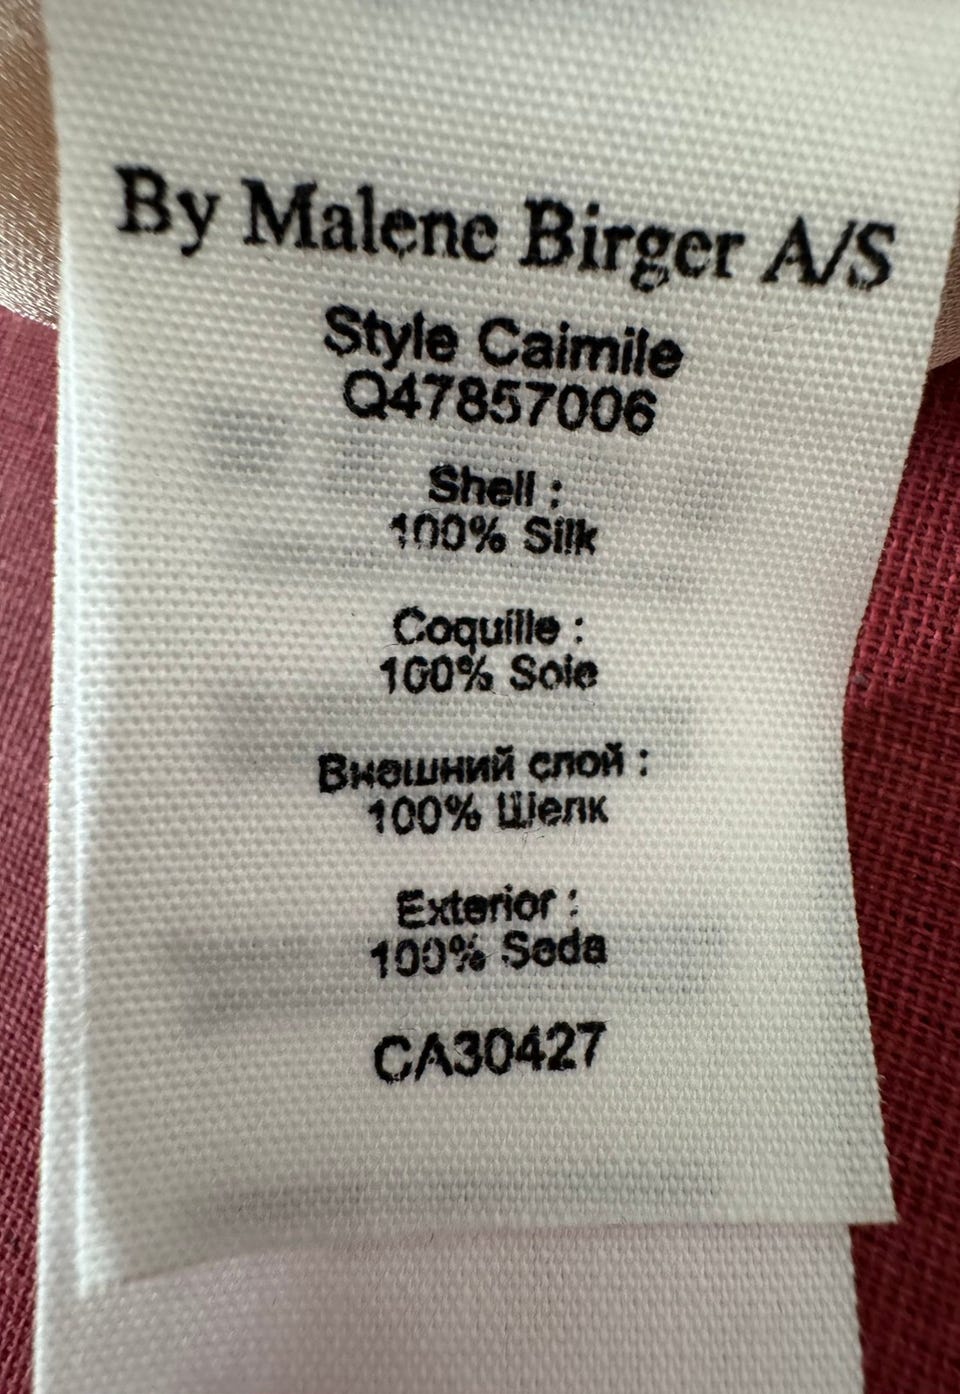 By Malene Birger A/S
Style Caimile
Q47857006
Shell :
100% Silk
Coquille :
100% Soie
Внешний слой :
100% Шелк
Exterior :
100% Seda
CA30427